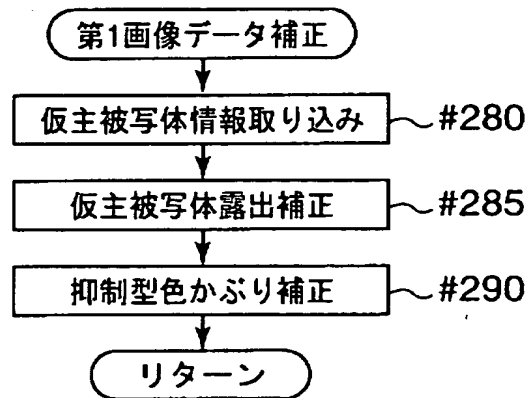 第1画像データ補正
仮主被写体情報取り込み #280
仮主被写体露出補正 #285
抑制型色かぶり補正 #290
リターン